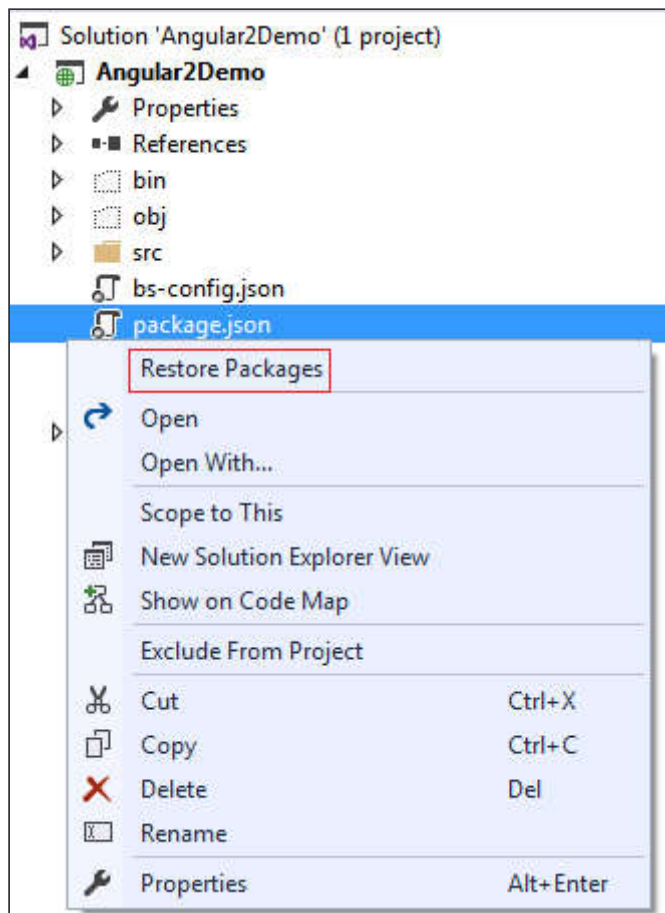 Solution 'Angular2Demo' (1 project)
Angular2Demo
Properties
References
bin
obj
src
bs-config.json
package.json
Restore Packages
Open
Open With...
Scope to This
New Solution Explorer View
Show on Code Map
Exclude From Project
Cut Ctrl+X
Copy Ctrl+C
Delete Del
Rename
Properties Alt+Enter